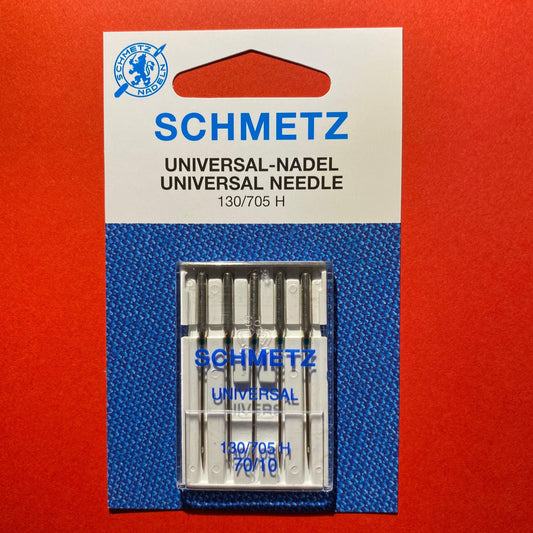 SCHMETZ
NADELN
SCHMETZ
UNIVERSAL-NADEL
UNIVERSAL NEEDLE
130/705 H
SCHMETZ
UNIVERSAL
130/705 H
70/10